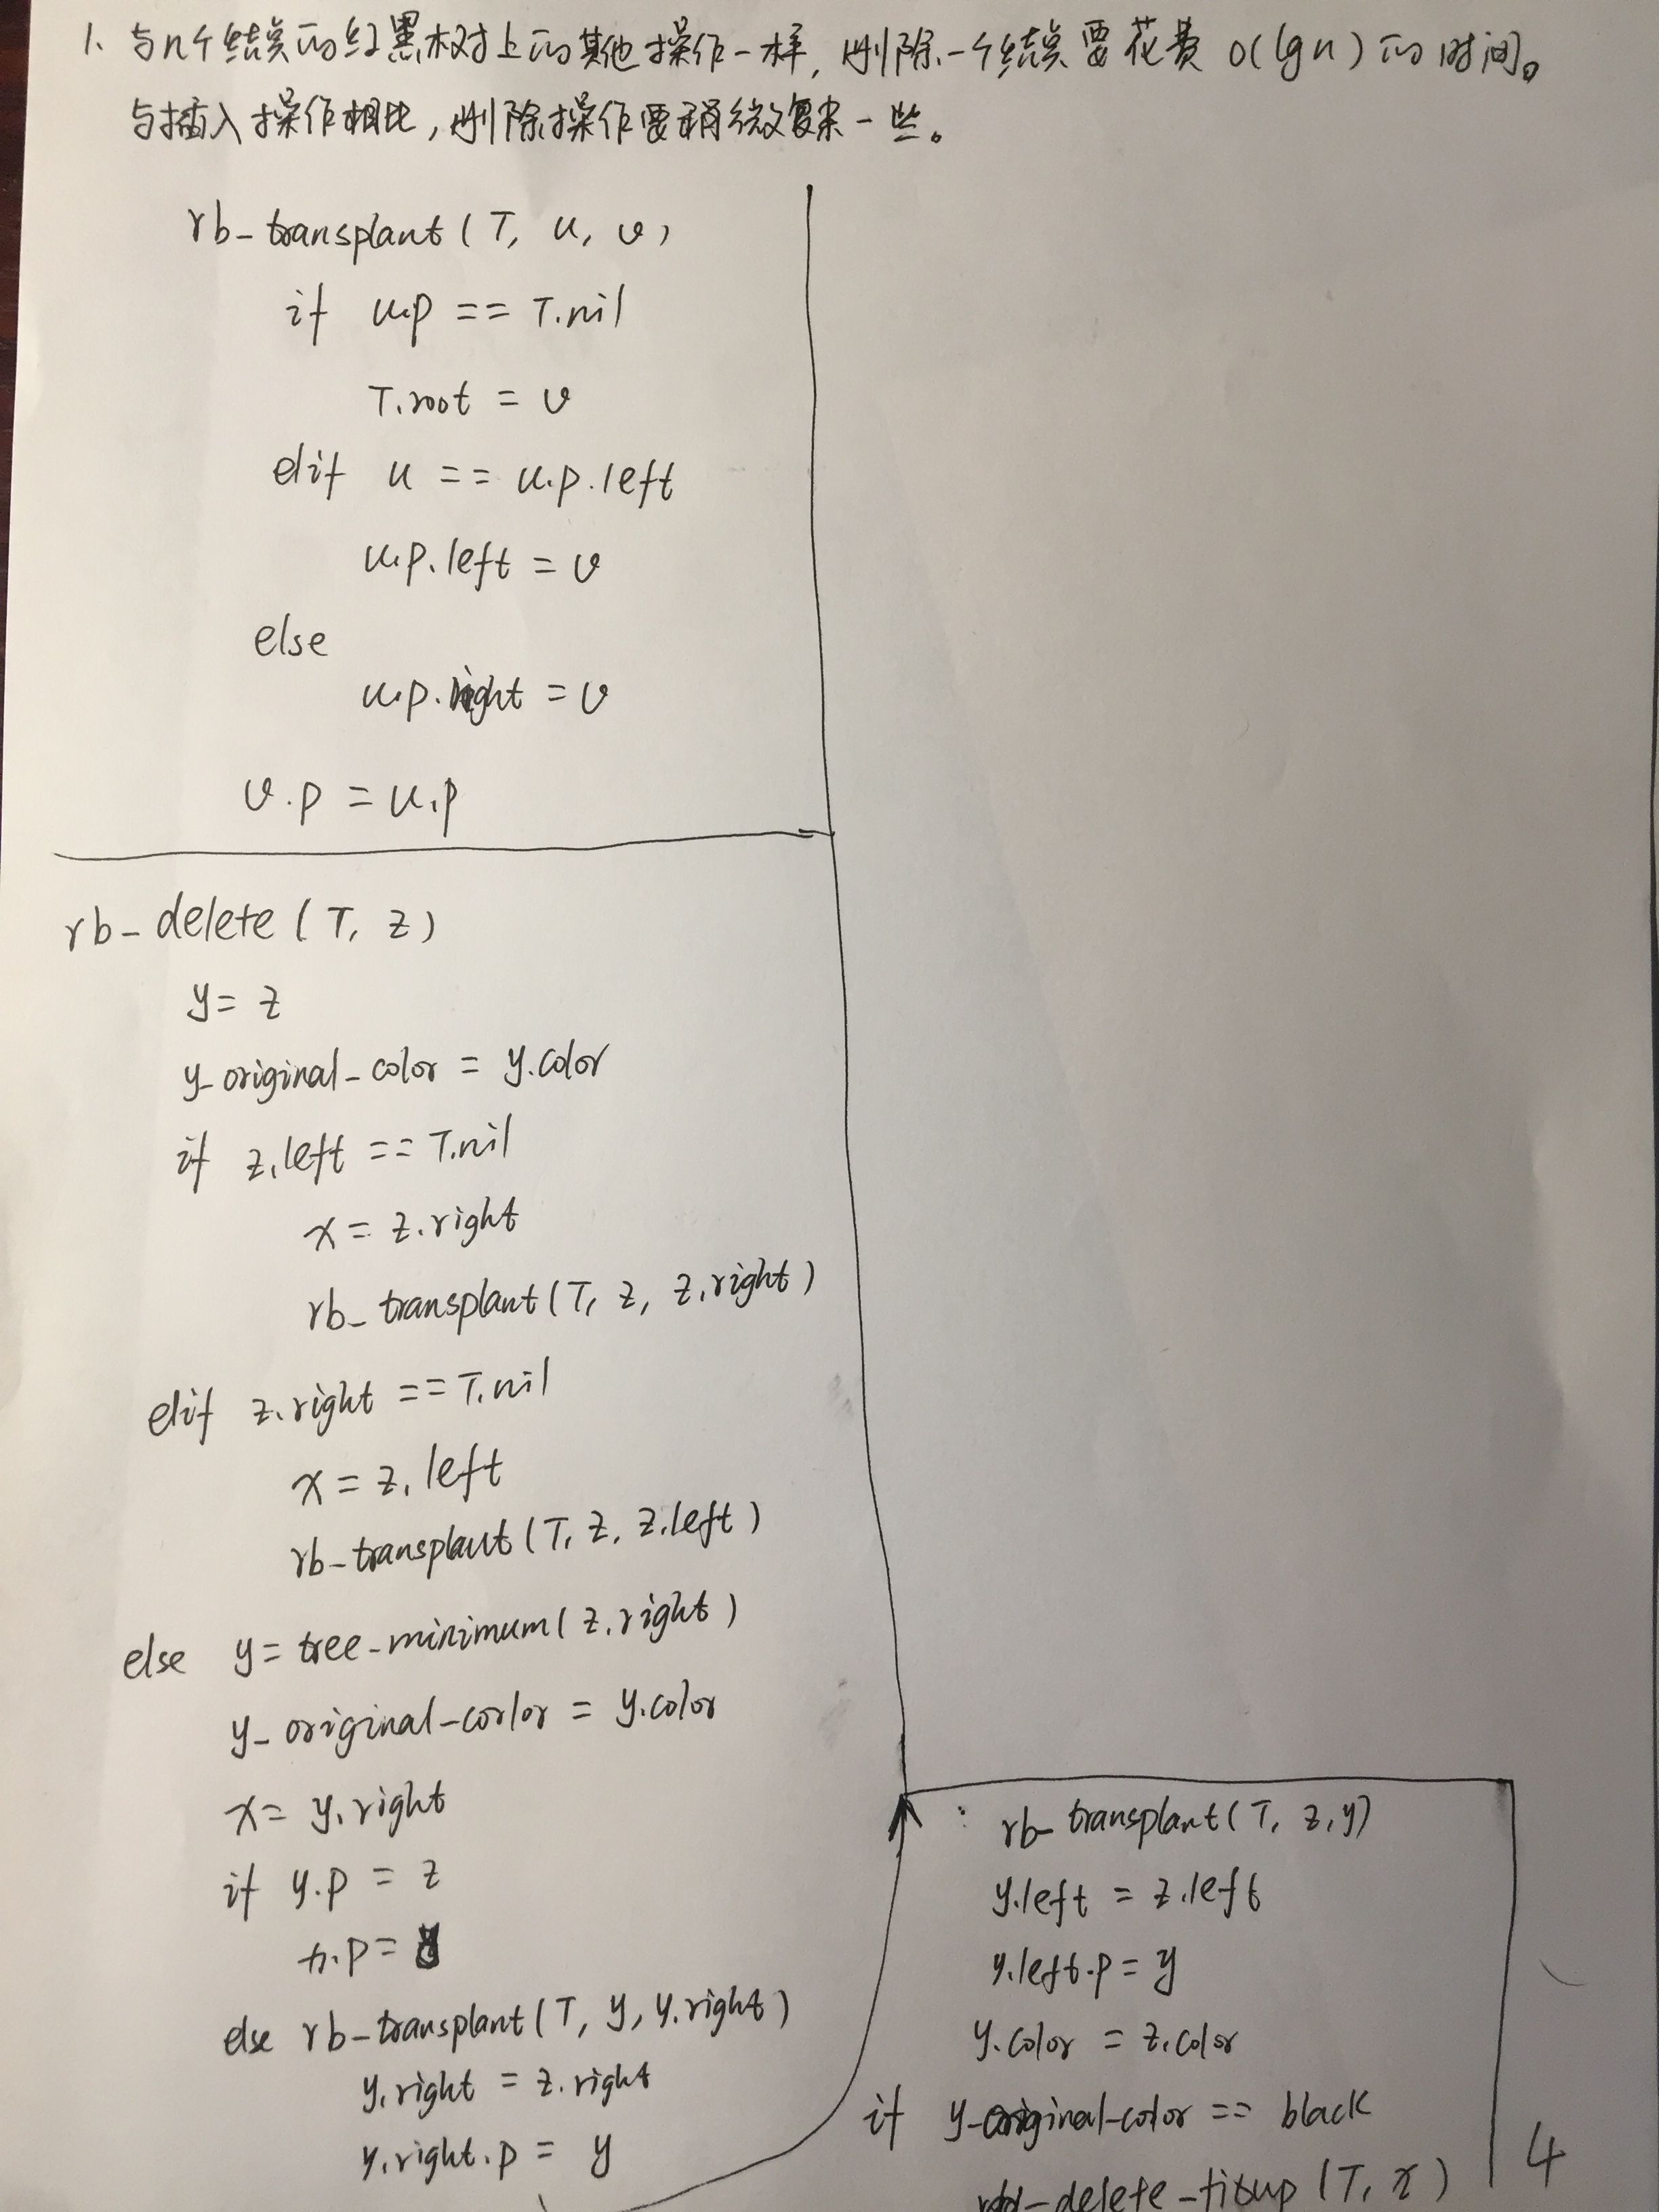 1、与n个结点的红黑树上的其他操作一样，删除一个结点要花费 O(lgn) 的时间。
与插入操作相比，删除操作要稍微复杂一些。
rb-transplant(T, u, v)
if u.p == T.nil
T.root = v
elif u == u.p.left
u.p.left = v
else
u.p.right = v
v.p = u.p
rb-delete(T, z)
y = z
y-original-color = y.color
if z.left == T.nil
x = z.right
rb-transplant(T, z, z.right)
elif z.right == T.nil
x = z.left
rb-transplant(T, z, z.left)
else y = tree-minimum(z.right)
y-original-corlor = y.color
x = y.right
if y.p = z
x.p = y
else rb-transplant(T, y, y.right)
y.right = z.right
y.right.p = y
rb-transplant(T, z, y)
y.left = z.left
y.left.p = y
y.color = z.color
if y-original-color == black
rb-delete-fixup(T, x)
4